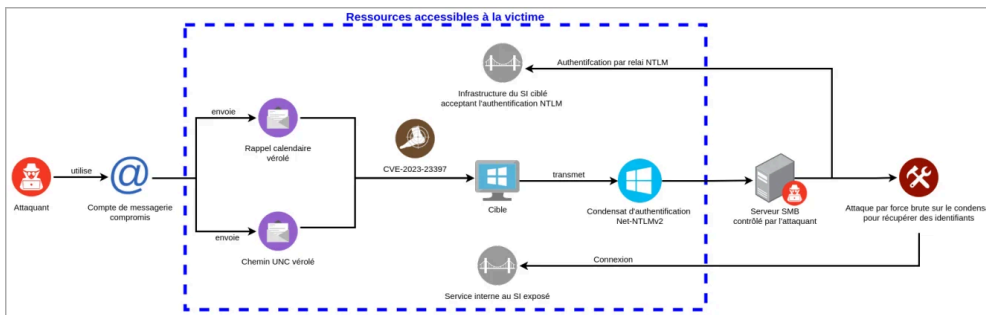 Ressources accessibles à la victime
Authentifcation par relai NTLM
Infrastructure du SI ciblé
acceptant l'authentification NTLM
envoie
Rappel calendaire
vérolé
CVE-2023-23397
utilise
@
transmet
Attaquant
Compte de messagerie
compromis
Cible
Condensat d'authentification
Net-NTLMv2
Serveur SMB
contrôlé par l'attaquant
Attaque par force brute sur le condens
pour récupérer des identifiants
envoie
Chemin UNC vérolé
Connexion
Service interne au SI exposé